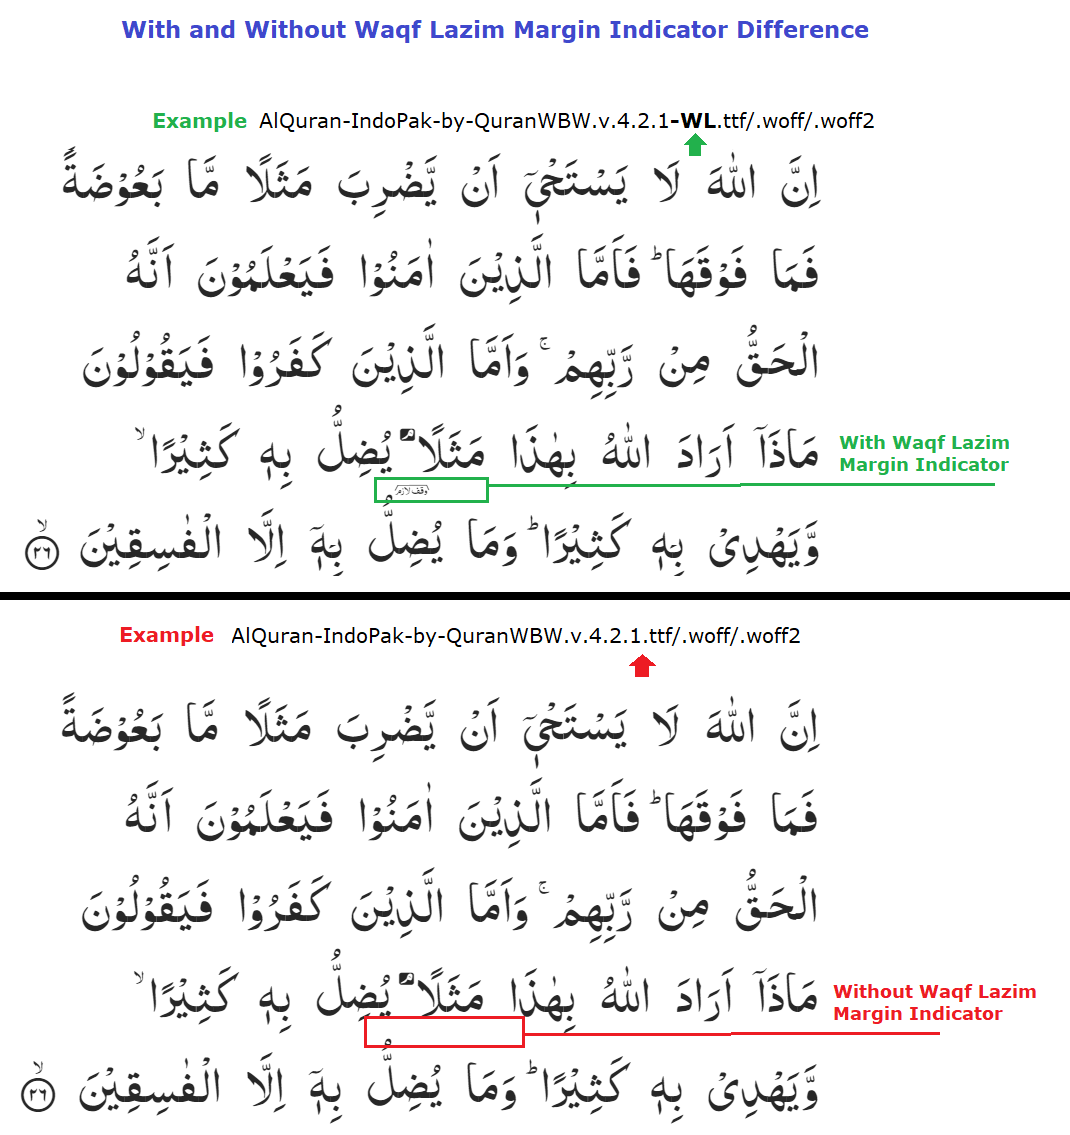 With and Without Waqf Lazim Margin Indicator Difference
Example AlQuran-IndoPak-by-QuranWBW.v.4.2.1-WL.ttf/.woff/.woff2
اِنَّ اللّٰهَ لَا يَسْتَحْيٖۤ اَنْ يَّضْرِبَ مَثَلًا مَّا بَعُوْضَةً
فَمَا فَوْقَهَا ؕ فَاَمَّا الَّذِيْنَ اٰمَنُوْا فَيَعْلَمُوْنَ اَنَّهُ
الْحَقُّ مِنْ رَّبِّهِمْ ۚ وَاَمَّا الَّذِيْنَ كَفَرُوْا فَيَقُوْلُوْنَ
مَاذَاۤ اَرَادَ اللّٰهُ بِهٰذَا مَثَلًا ۘ يُضِلُّ بِهٖ كَثِيْرًا ۙ
With Waqf Lazim
Margin Indicator
وقف لازم
وَّيَهْدِىْ بِهٖ كَثِيْرًا ؕ وَمَا يُضِلُّ بِهٖۤ اِلَّا الْفٰسِقِيْنَ ۙ ٢٦
Example AlQuran-IndoPak-by-QuranWBW.v.4.2.1.ttf/.woff/.woff2
اِنَّ اللّٰهَ لَا يَسْتَحْيٖۤ اَنْ يَّضْرِبَ مَثَلًا مَّا بَعُوْضَةً
فَمَا فَوْقَهَا ؕ فَاَمَّا الَّذِيْنَ اٰمَنُوْا فَيَعْلَمُوْنَ اَنَّهُ
الْحَقُّ مِنْ رَّبِّهِمْ ۚ وَاَمَّا الَّذِيْنَ كَفَرُوْا فَيَقُوْلُوْنَ
مَاذَاۤ اَرَادَ اللّٰهُ بِهٰذَا مَثَلًا ۘ يُضِلُّ بِهٖ كَثِيْرًا ۙ
Without Waqf Lazim
Margin Indicator
وَّيَهْدِىْ بِهٖ كَثِيْرًا ؕ وَمَا يُضِلُّ بِهٖۤ اِلَّا الْفٰسِقِيْنَ ۙ ٢٦